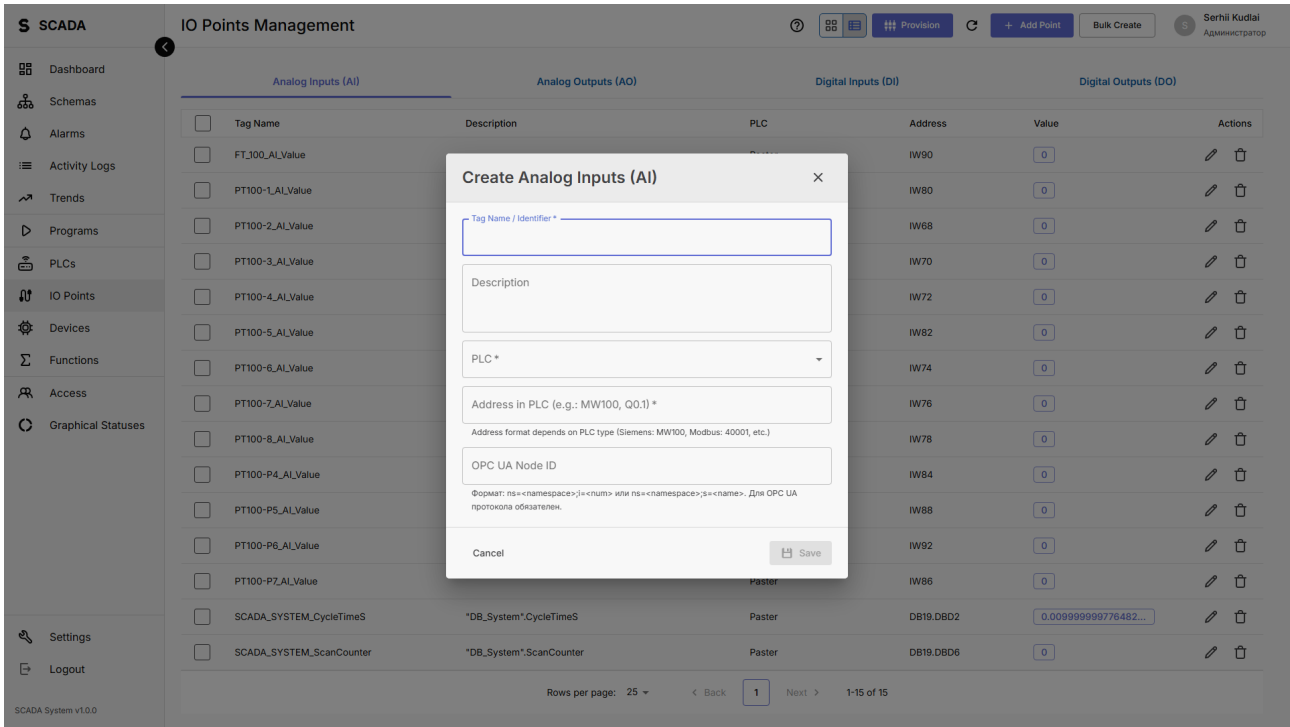 S SCADA
IO Points Management
Provision
+ Add Point
Bulk Create
S
Serhii Kudlai
Администратор
Dashboard
Schemas
Alarms
Activity Logs
Trends
Programs
PLCs
IO Points
Devices
Functions
Access
Graphical Statuses
Settings
Logout
SCADA System v1.0.0
Analog Inputs (AI) Analog Outputs (AO) Digital Inputs (DI) Digital Outputs (DO)
Tag Name Description PLC Address Value Actions
FT_100_AI_Value IW90 0
PT100-1_AI_Value IW80 0
PT100-2_AI_Value IW68 0
PT100-3_AI_Value IW70 0
PT100-4_AI_Value IW72 0
PT100-5_AI_Value IW82 0
PT100-6_AI_Value IW74 0
PT100-7_AI_Value IW76 0
PT100-8_AI_Value IW78 0
PT100-P4_AI_Value IW84 0
PT100-P5_AI_Value IW88 0
PT100-P6_AI_Value IW92 0
PT100-P7_AI_Value Paster IW86 0
SCADA_SYSTEM_CycleTimeS "DB_System".CycleTimeS Paster DB19.DBD2 0.009999999776482...
SCADA_SYSTEM_ScanCounter "DB_System".ScanCounter Paster DB19.DBD6 0
Rows per page: 25 Back 1 Next 1-15 of 15
Create Analog Inputs (AI)
Tag Name / Identifier *
Description
PLC *
Address in PLC (e.g.: MW100, Q0.1) *
Address format depends on PLC type (Siemens: MW100, Modbus: 40001, etc.)
OPC UA Node ID
Формат: ns=<namespace>;i=<num> или ns=<namespace>;s=<name>. Для OPC UA
протокола обязателен.
Cancel
Save